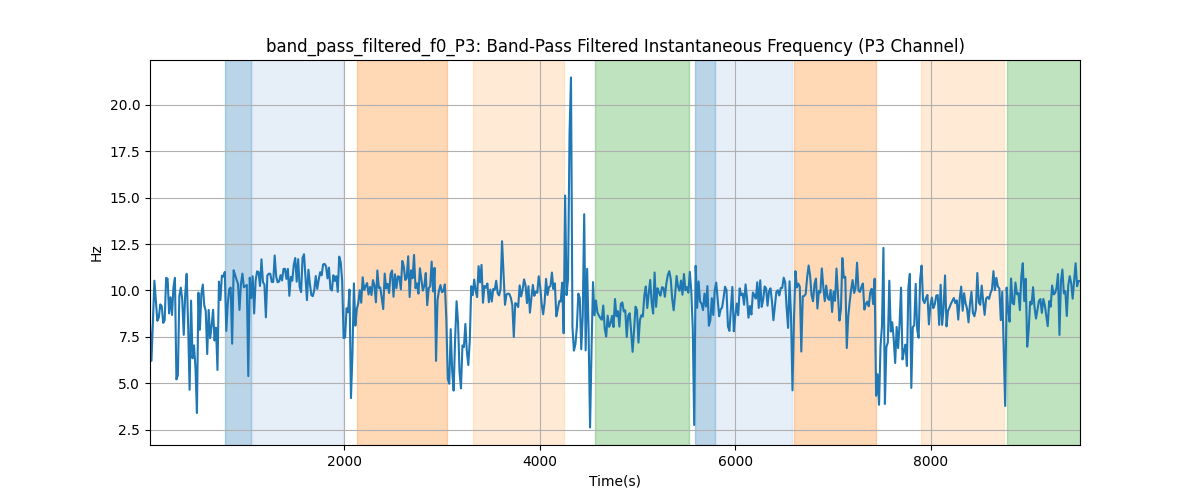 band_pass_filtered_f0_P3: Band-Pass Filtered Instantaneous Frequency (P3 Channel)
20.0
17.5
15.0
12.5
10.0
7.5
5.0
2.5
Hz
2000 4000 6000 8000
Time(s)